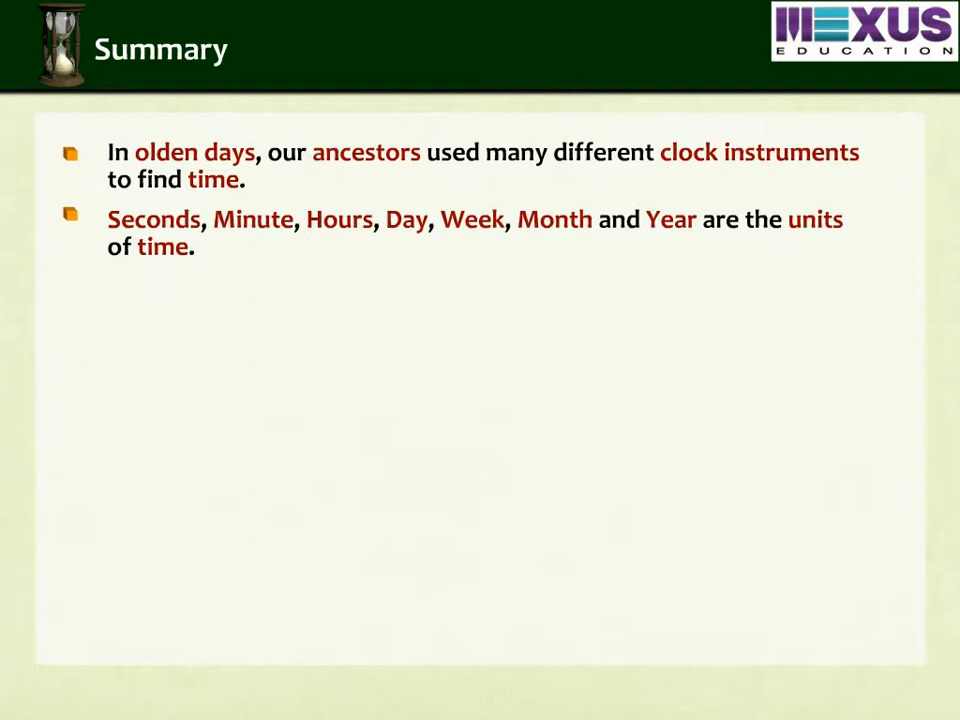 Summary
MEXUS
EDUCATION
In olden days, our ancestors used many different clock instruments
to find time.
Seconds, Minute, Hours, Day, Week, Month and Year are the units
of time.